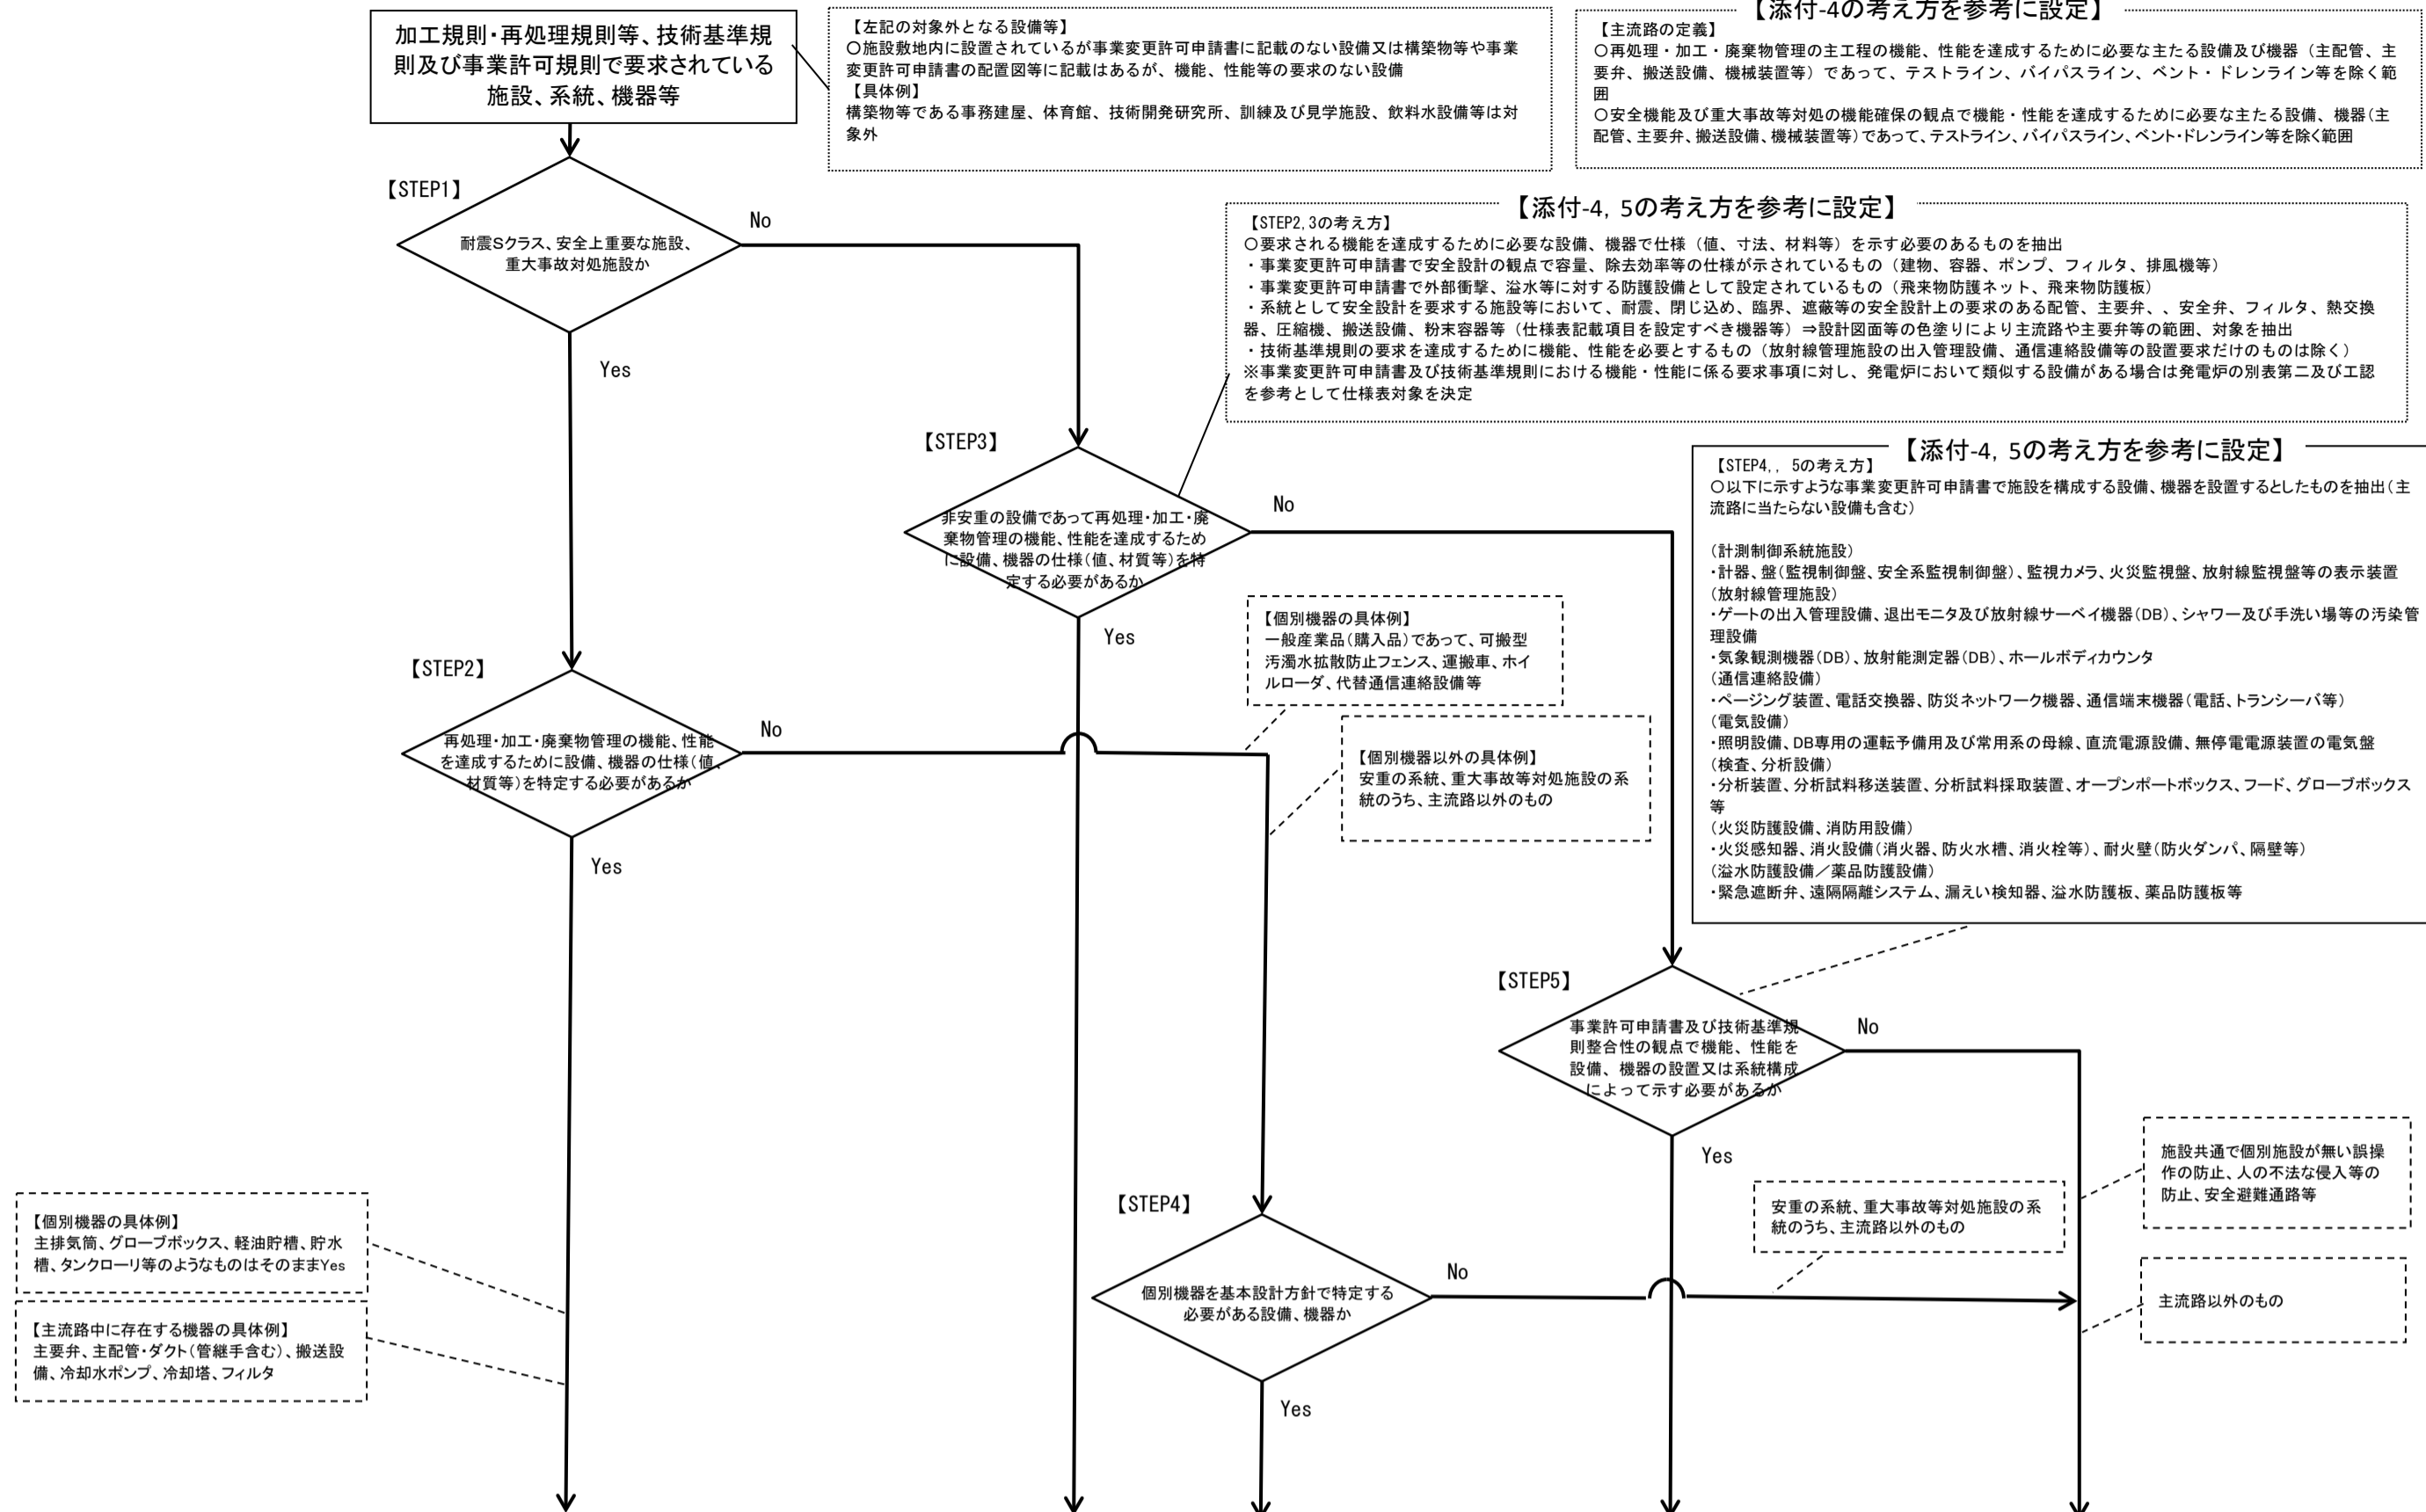 加工規則・再処理規則等、技術基準規
則及び事業許可規則で要求されている
施設、系統、機器等
【左記の対象外となる設備等】
〇施設敷地内に設置されているが事業変更許可申請書に記載のない設備又は構築物等や事業
変更許可申請書の配置図等に記載はあるが、機能、性能等の要求のない設備
【具体例】
構築物等である事務建屋、体育館、技術開発研究所、訓練及び見学施設、飲料水設備等は対
象外
【添付-4の考え方を参考に設定】
【主流路の定義】
〇再処理・加工・廃棄物管理の主工程の機能、性能を達成するために必要な主たる設備及び機器（主配管、主
要弁、搬送設備、機械装置等）であって、テストライン、バイパスライン、ベント・ドレンライン等を除く範
囲
〇安全機能及び重大事故等対処の機能確保の観点で機能・性能を達成するために必要な主たる設備、機器(主
配管、主要弁、搬送設備、機械装置等)であって、テストライン、バイパスライン、ベント・ドレンライン等を除く範囲
【STEP1】
耐震Sクラス、安全上重要な施設、
重大事故対処施設か
No
Yes
【添付-4, 5の考え方を参考に設定】
【STEP2,3の考え方】
〇要求される機能を達成するために必要な設備、機器で仕様（値、寸法、材料等）を示す必要のあるものを抽出
・事業変更許可申請書で安全設計の観点で容量、除去効率等の仕様が示されているもの（建物、容器、ポンプ、フィルタ、排風機等）
・事業変更許可申請書で外部衝撃、溢水等に対する防護設備として設定されているもの（飛来物防護ネット、飛来物防護板）
・系統として安全設計を要求する施設等において、耐震、閉じ込め、臨界、遮蔽等の安全設計上の要求のある配管、主要弁、、安全弁、フィルタ、熱交換
器、圧縮機、搬送設備、粉末容器等（仕様表記載項目を設定すべき機器等）⇒設計図面等の色塗りにより主流路や主要弁等の範囲、対象を抽出
・技術基準規則の要求を達成するために機能、性能を必要とするもの（放射線管理施設の出入管理設備、通信連絡設備等の設置要求だけのものは除く）
※事業変更許可申請書及び技術基準規則における機能・性能に係る要求事項に対し、発電炉において類似する設備がある場合は発電炉の別表第二及び工認
を参考として仕様表対象を決定
【STEP3】
非安重の設備であって再処理・加工・廃
棄物管理の機能、性能を達成するため
に設備、機器の仕様(値、材質等)を特
定する必要があるか
No
Yes
【添付-4, 5の考え方を参考に設定】
【STEP4,, 5の考え方】
〇以下に示すような事業変更許可申請書で施設を構成する設備、機器を設置するとしたものを抽出(主
流路に当たらない設備も含む)
(計測制御系統施設)
・計器、盤(監視制御盤、安全系監視制御盤)、監視カメラ、火災監視盤、放射線監視盤等の表示装置
(放射線管理施設)
・ゲートの出入管理設備、退出モニタ及び放射線サーベイ機器(DB)、シャワー及び手洗い場等の汚染管
理設備
・気象観測機器(DB)、放射能測定器(DB)、ホールボディカウンタ
(通信連絡設備)
・ページング装置、電話交換器、防災ネットワーク機器、通信端末機器(電話、トランシーバ等)
(電気設備)
・照明設備、DB専用の運転予備用及び常用系の母線、直流電源設備、無停電電源装置の電気盤
(検査、分析設備)
・分析装置、分析試料移送装置、分析試料採取装置、オープンポートボックス、フード、グローブボックス
等
(火災防護設備、消防用設備)
・火災感知器、消火設備(消火器、防火水槽、消火栓等)、耐火壁(防火ダンパ、隔壁等)
(溢水防護設備／薬品防護設備)
・緊急遮断弁、遠隔隔離システム、漏えい検知器、溢水防護板、薬品防護板等
【個別機器の具体例】
一般産業品(購入品)であって、可搬型
汚濁水拡散防止フェンス、運搬車、ホイ
ルローダ、代替通信連絡設備等
【STEP2】
再処理・加工・廃棄物管理の機能、性能
を達成するために設備、機器の仕様(値、
材質等)を特定する必要があるか
No
Yes
【個別機器以外の具体例】
安重の系統、重大事故等対処施設の系
統のうち、主流路以外のもの
【STEP5】
事業許可申請書及び技術基準規
則整合性の観点で機能、性能を
設備、機器の設置又は系統構成
によって示す必要があるか
No
Yes
施設共通で個別施設が無い誤操
作の防止、人の不法な侵入等の
防止、安全避難通路等
安重の系統、重大事故等対処施設の系
統のうち、主流路以外のもの
【STEP4】
個別機器を基本設計方針で特定する
必要がある設備、機器か
No
Yes
主流路以外のもの
【個別機器の具体例】
主排気筒、グローブボックス、軽油貯槽、貯水
槽、タンクローリ等のようなものはそのままYes
【主流路中に存在する機器の具体例】
主要弁、主配管・ダクト(管継手含む)、搬送設
備、冷却水ポンプ、冷却塔、フィルタ